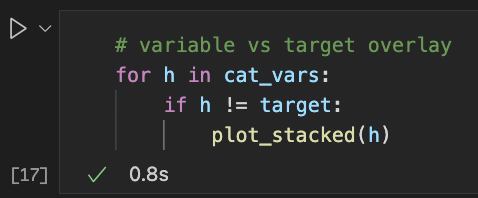 # variable vs target overlay
for h in cat_vars:
    if h != target:
        plot_stacked(h)
[17] 0.8s